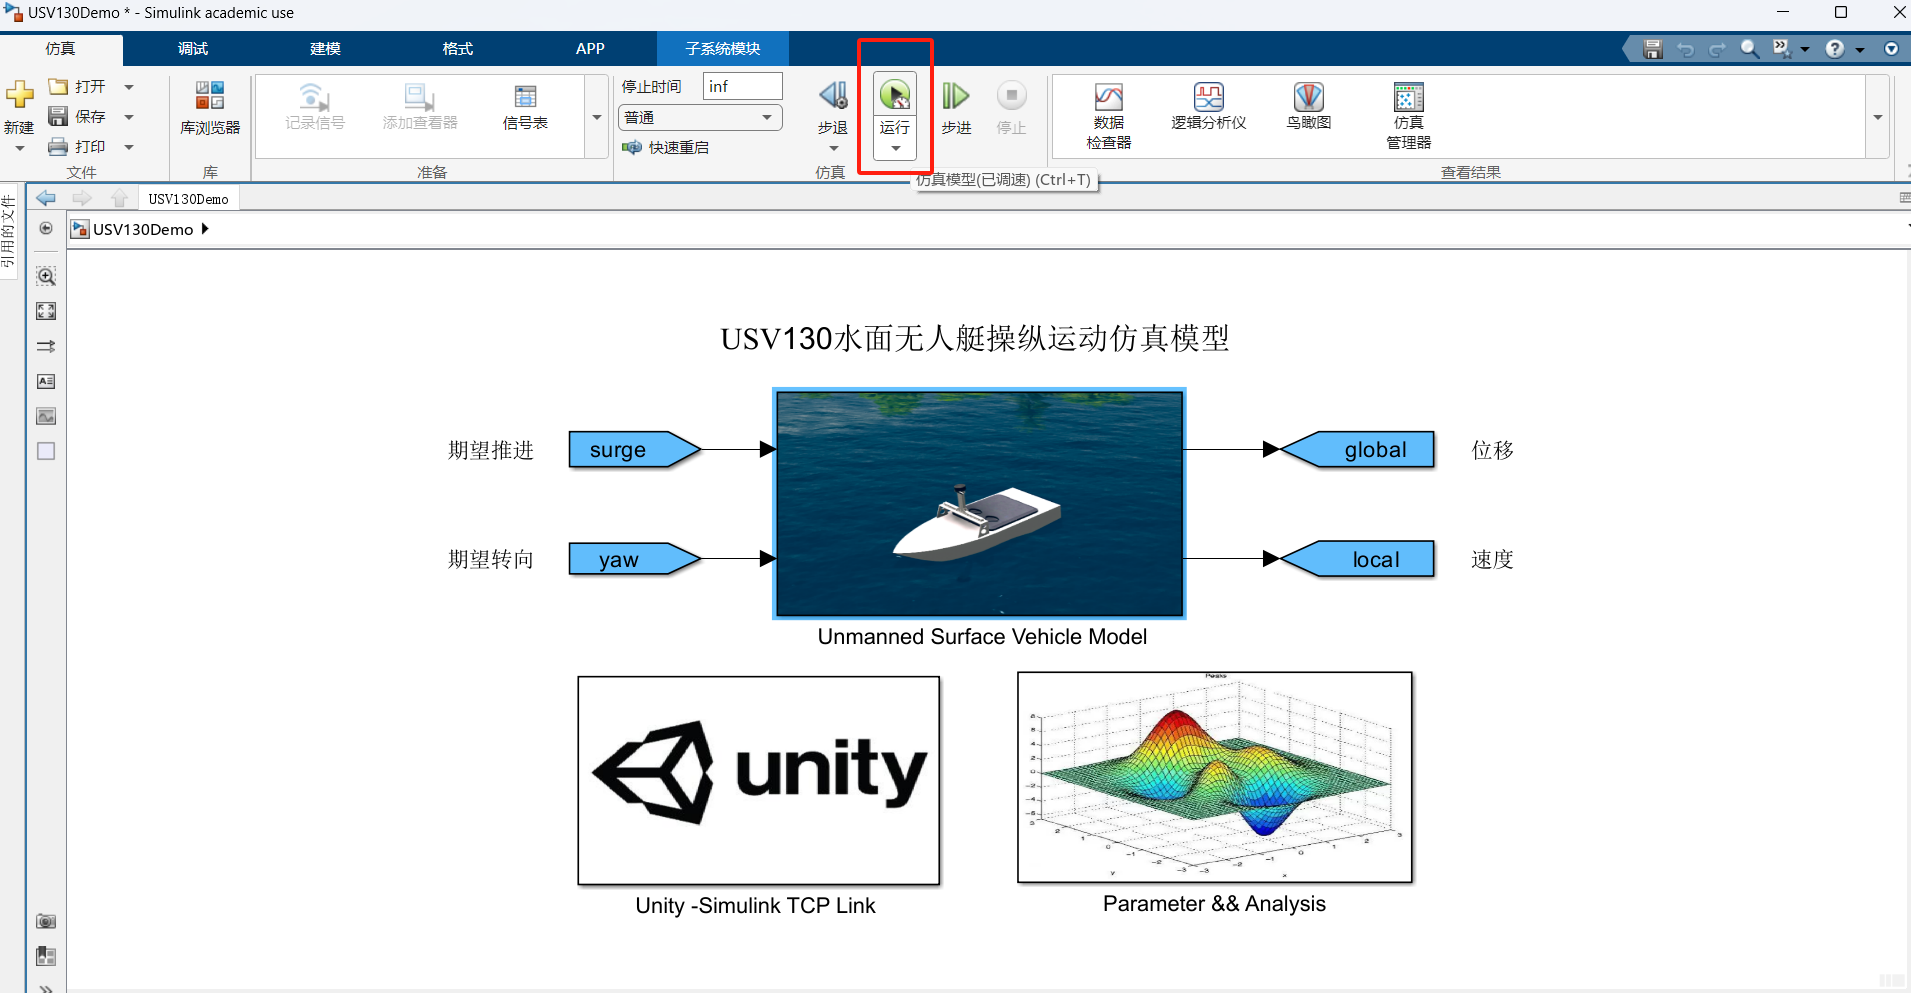 USV130Demo * - Simulink academic use
仿真
调试
建模
格式
APP
子系统模块
新建
打开
保存
打印
文件
库浏览器
库
记录信号
添加查看器
信号表
准备
停止时间
inf
普通
快速重启
步退
运行
步进
停止
仿真
数据
检查器
逻辑分析仪
鸟瞰图
仿真
管理器
查看结果
仿真模型(已调速) (Ctrl+T)
引用的文件
USV130Demo
USV130Demo
USV130水面无人艇操纵运动仿真模型
期望推进
surge
global
位移
期望转向
yaw
local
速度
Unmanned Surface Vehicle Model
unity
Peaks
Unity -Simulink TCP Link
Parameter && Analysis